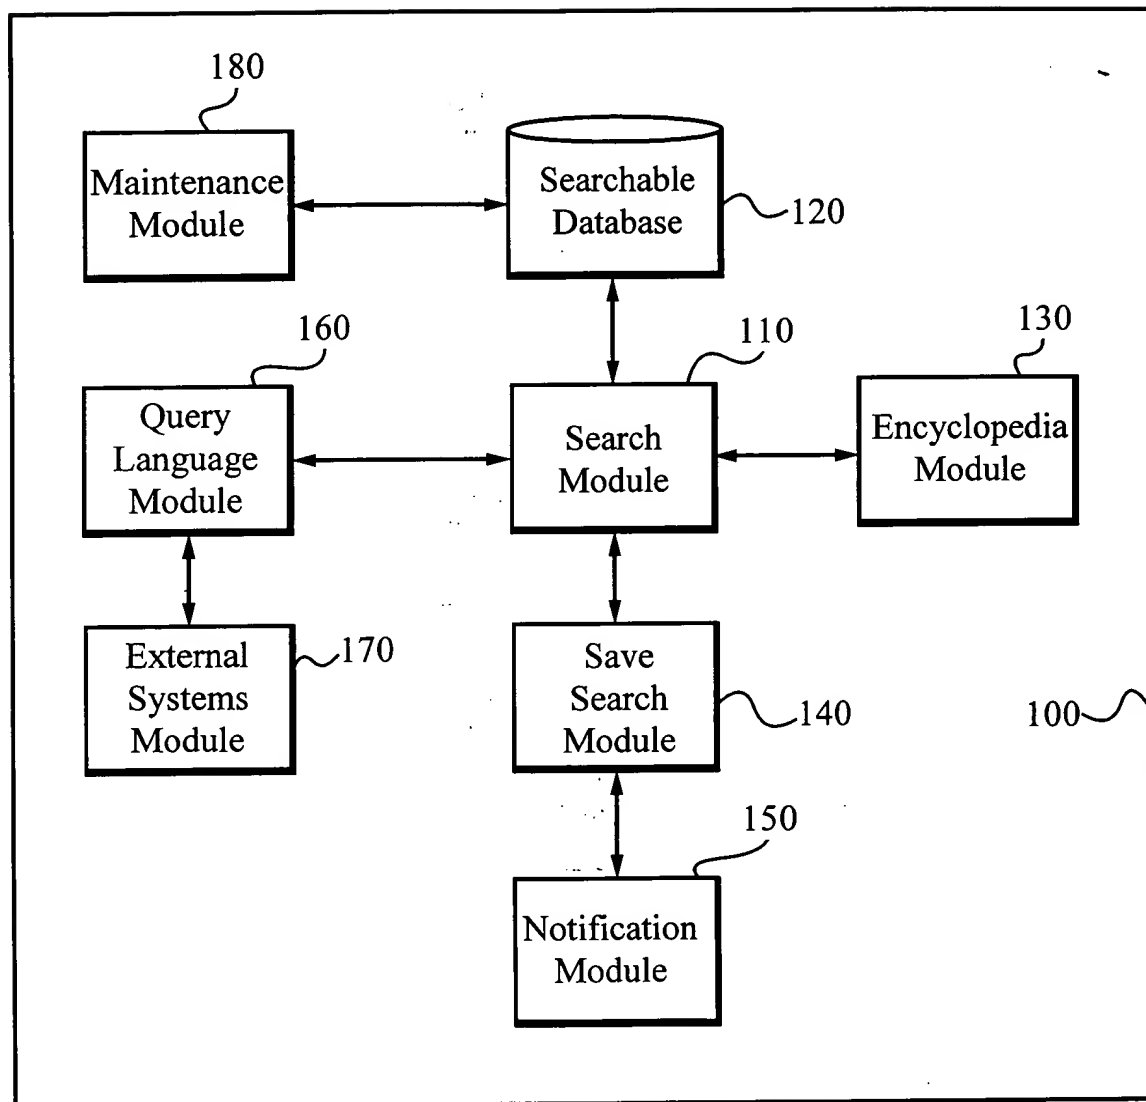 180
Maintenance
Module
Searchable
Database
120
160
110
130
Query
Language
Module
Search
Module
Encyclopedia
Module
External
Systems
Module
170
Save
Search
Module
140
100
150
Notification
Module